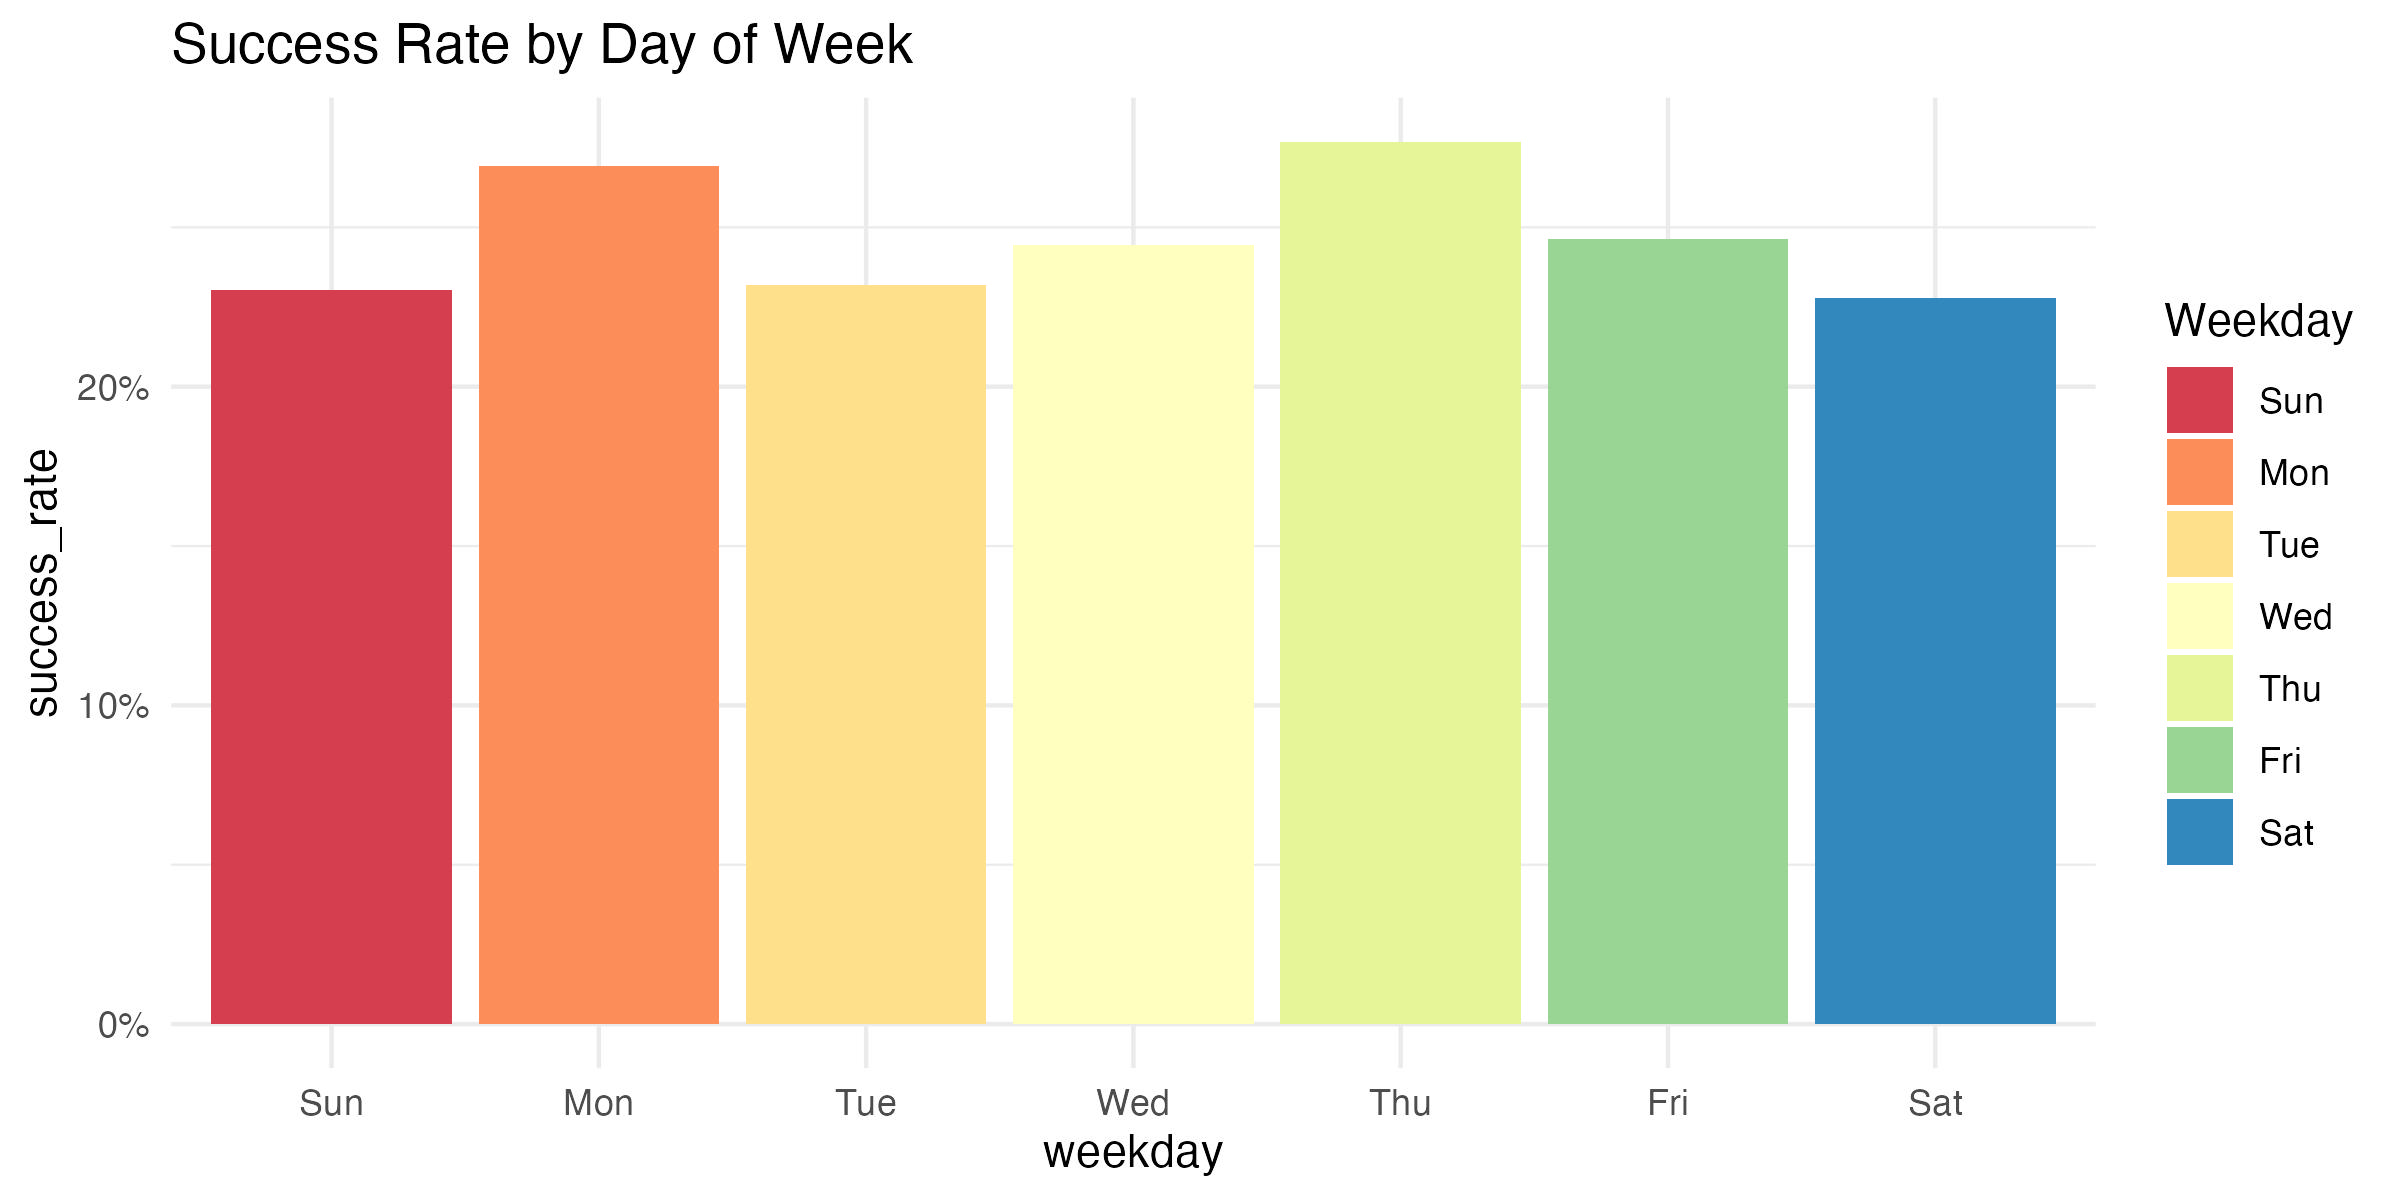 Success Rate by Day of Week
success_rate
20%
10%
0%
Sun
Mon
Tue
Wed
Thu
Fri
Sat
weekday
Weekday
Sun
Mon
Tue
Wed
Thu
Fri
Sat